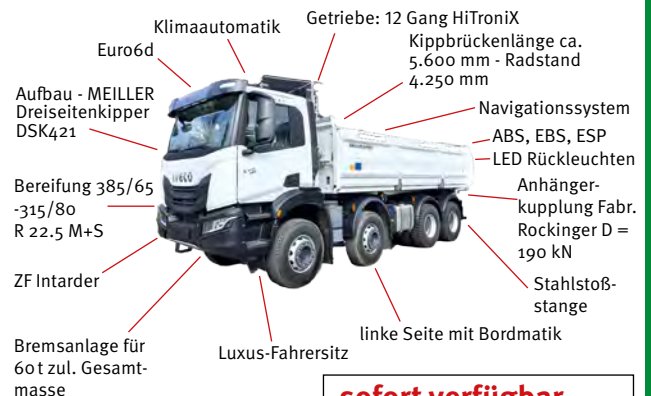 Klimaautomatik
Getriebe: 12 Gang HiTroniX
Euro6d
Kippbrückenlänge ca.
5.600 mm - Radstand
4.250 mm
Aufbau - MEILLER
Dreiseitenkipper
DSK421
Navigationssystem
ABS, EBS, ESP
LED Rückleuchten
Bereifung 385/65
-315/80
R 22.5 M+S
Anhänger-
kupplung Fabr.
Rockinger D =
190 kN
ZF Intarder
Stahlstoß-
stange
Bremsanlage für
60 t zul. Gesamt-
masse
Luxus-Fahrersitz
linke Seite mit Bordmatik
IVECO
sofort verfügbar